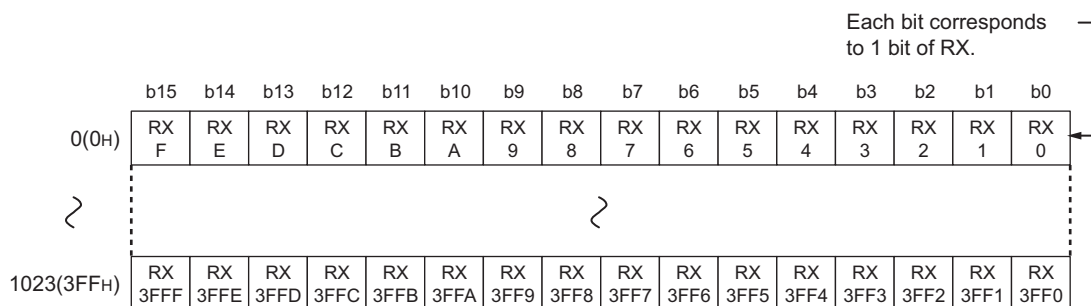 Each bit corresponds
to 1 bit of RX.
b15 b14 b13 b12 b11 b10 b9 b8 b7 b6 b5 b4 b3 b2 b1 b0
0(0H) RX RX RX RX RX RX RX RX RX RX RX RX RX RX RX RX
F E D C B A 9 8 7 6 5 4 3 2 1 0
1023(3FFH) RX RX RX RX RX RX RX RX RX RX RX RX RX RX RX RX
3FFF 3FFE 3FFD 3FFC 3FFB 3FFA 3FF9 3FF8 3FF7 3FF6 3FF5 3FF4 3FF3 3FF2 3FF1 3FF0